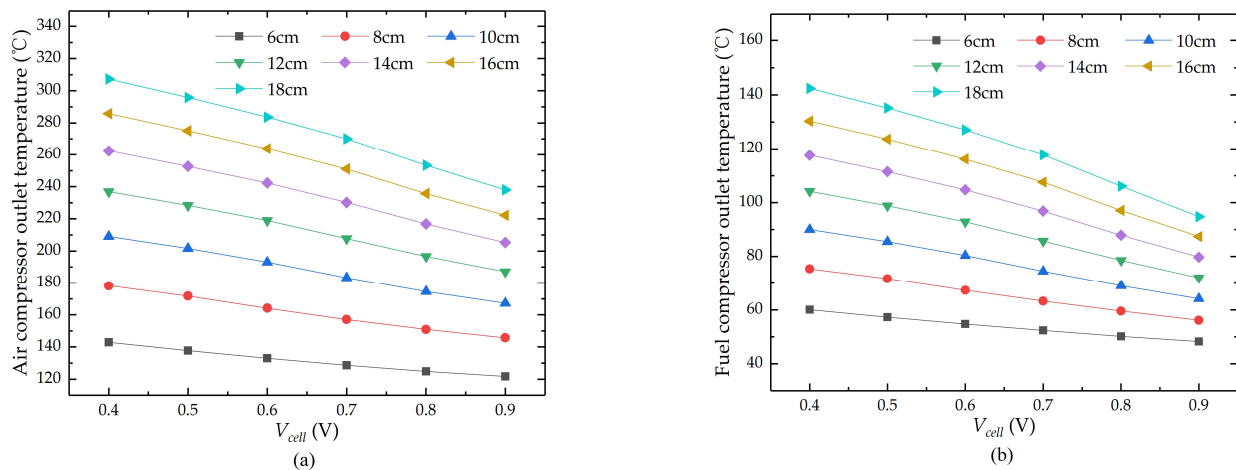 Air compressor outlet temperature (℃)
340
320
300
280
260
240
220
200
180
160
140
120
6cm 8cm 10cm
12cm 14cm 16cm
18cm
0.4 0.5 0.6 0.7 0.8 0.9
V_cell (V)
(a)
Fuel compressor outlet temperature (℃)
160
140
120
100
80
60
40
6cm 8cm 10cm
12cm 14cm 16cm
18cm
0.4 0.5 0.6 0.7 0.8 0.9
V_cell (V)
(b)